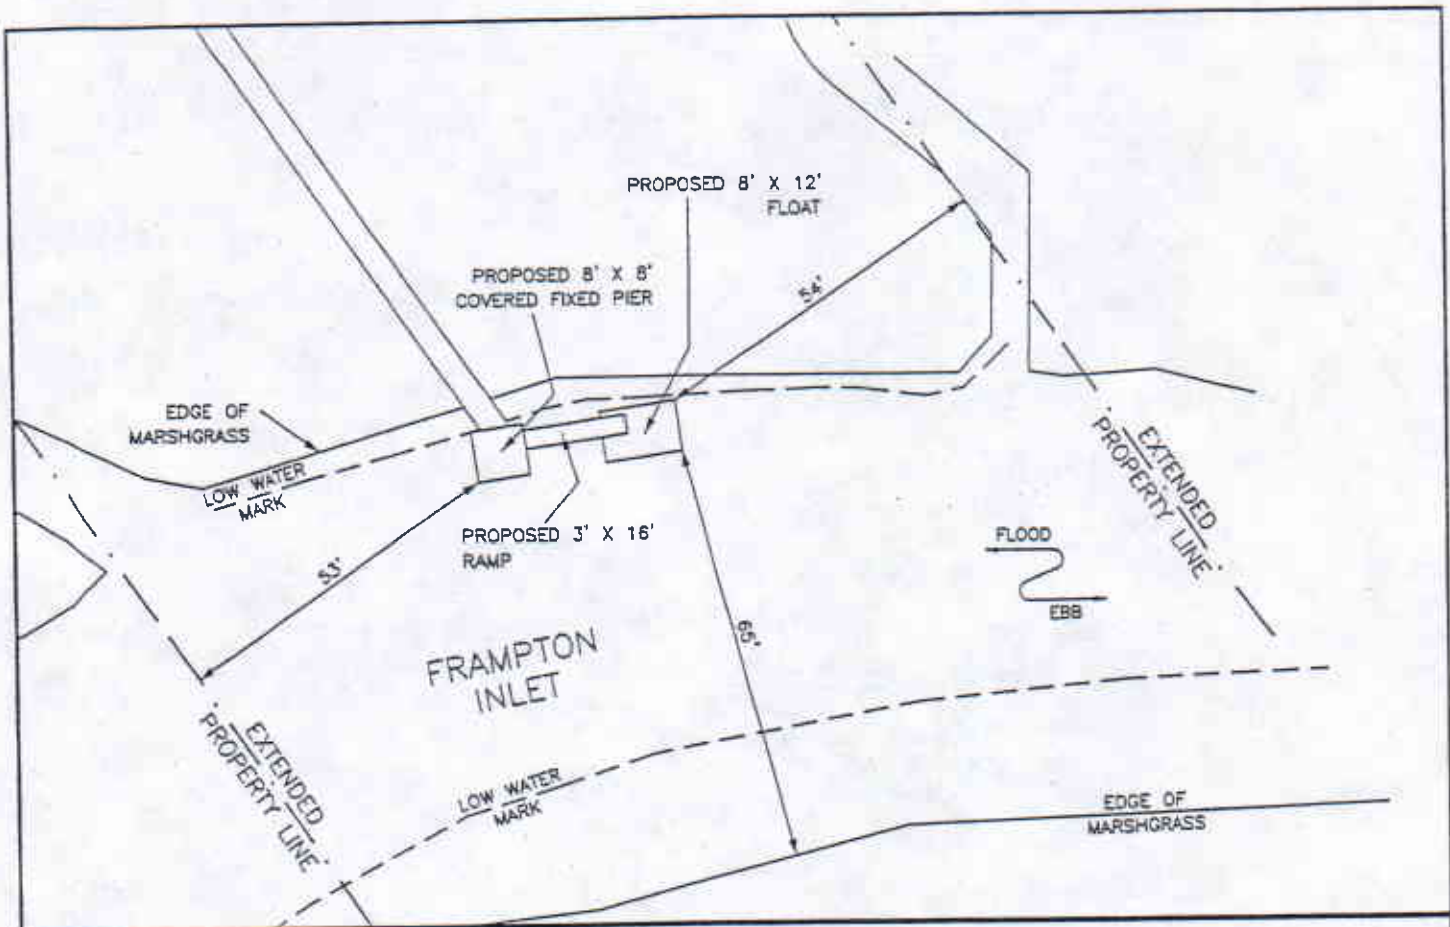 PROPOSED 8' X 12'
FLOAT
54'
PROPOSED 8' X 8'
COVERED FIXED PIER
EDGE OF
MARSHGRASS
LOW WATER
MARK
PROPOSED 3' X 16'
RAMP
53'
FRAMPTON
INLET
65'
FLOOD
EBB
EXTENDED
PROPERTY LINE
EXTENDED
PROPERTY LINE
LOW WATER
MARK
EDGE OF
MARSHGRASS